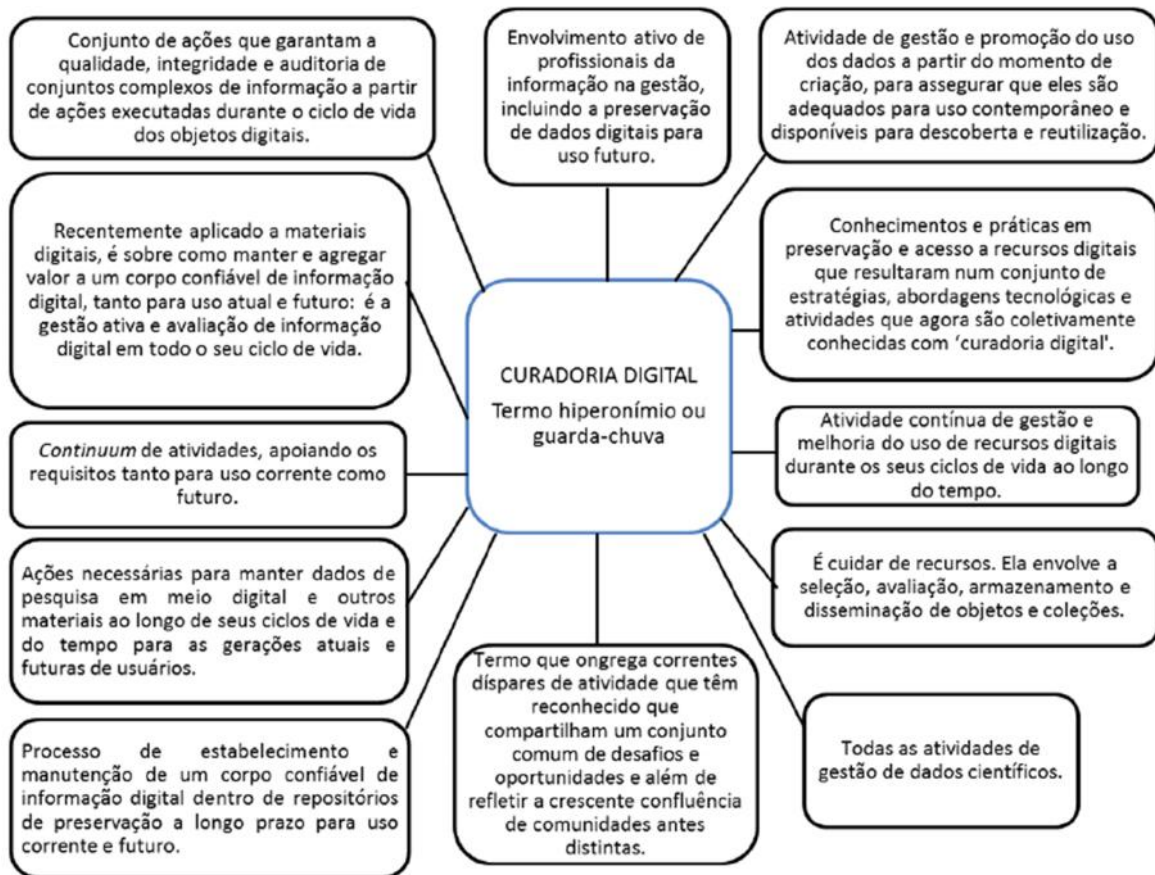 Conjunto de ações que garantam a
qualidade, integridade e auditoria de
conjuntos complexos de informação a partir
de ações executadas durante o ciclo de vida
dos objetos digitais.
Envolvimento ativo de
profissionais da
informação na gestão,
incluindo a preservação
de dados digitais para
uso futuro.
Atividade de gestão e promoção do uso
dos dados a partir do momento de
criação, para assegurar que eles são
adequados para uso contemporâneo e
disponíveis para descoberta e reutilização.
Recentemente aplicado a materiais
digitais, é sobre como manter e agregar
valor a um corpo confiável de informação
digital, tanto para uso atual e futuro: é a
gestão ativa e avaliação de informação
digital em todo o seu ciclo de vida.
Conhecimentos e práticas em
preservação e acesso a recursos digitais
que resultaram num conjunto de
estratégias, abordagens tecnológicas e
atividades que agora são coletivamente
conhecidas com ‘curadoria digital'.
CURADORIA DIGITAL
Termo hiperonímio ou
guarda-chuva
Continuum de atividades, apoiando os
requisitos tanto para uso corrente como
futuro.
Atividade contínua de gestão e
melhoria do uso de recursos digitais
durante os seus ciclos de vida ao longo
do tempo.
Ações necessárias para manter dados de
pesquisa em meio digital e outros
materiais ao longo de seus ciclos de vida e
do tempo para as gerações atuais e
futuras de usuários.
É cuidar de recursos. Ela envolve a
seleção, avaliação, armazenamento e
disseminação de objetos e coleções.
Processo de estabelecimento e
manutenção de um corpo confiável de
informação digital dentro de repositórios
de preservação a longo prazo para uso
corrente e futuro.
Termo que ongrega correntes
díspares de atividade que têm
reconhecido que
compartilham um conjunto
comum de desafios e
oportunidades e além de
refletir a crescente confluência
de comunidades antes
distintas.
Todas as atividades de
gestão de dados científicos.